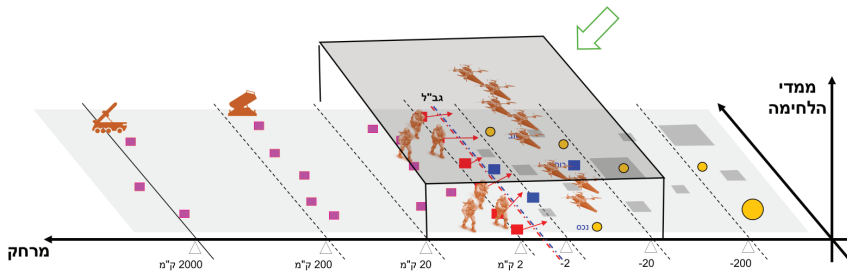 ממדי
הלחימה
גב"ל
נכס
מרחק
2000 ק"מ
200 ק"מ
20 ק"מ
2 ק"מ
-2
-20
-200